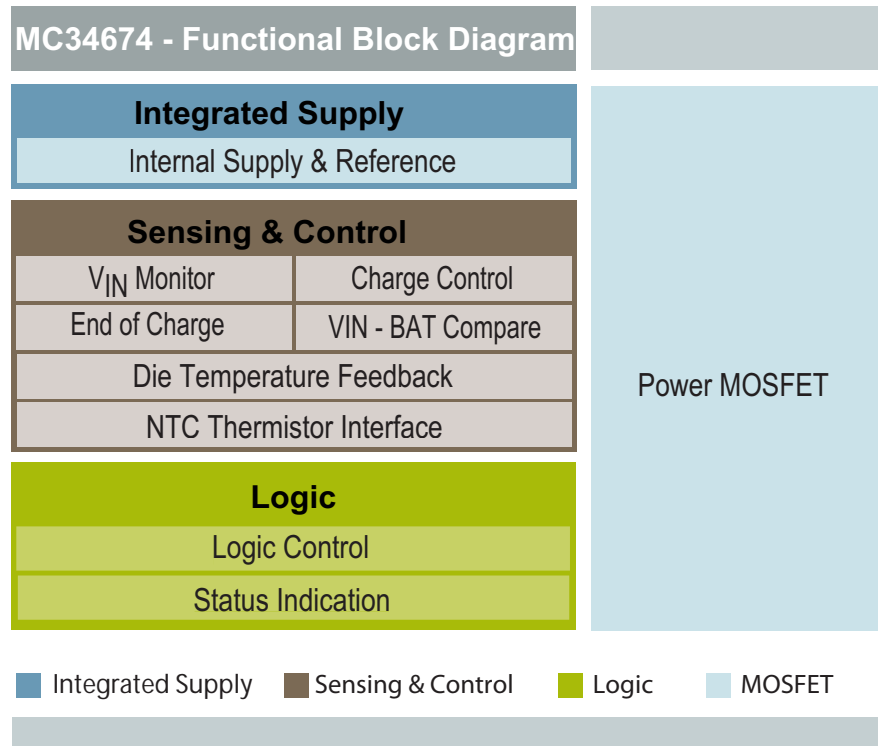 MC34674 - Functional Block Diagram
Integrated Supply
Internal Supply & Reference
Sensing & Control
VIN Monitor
Charge Control
End of Charge
VIN - BAT Compare
Die Temperature Feedback
NTC Thermistor Interface
Power MOSFET
Logic
Logic Control
Status Indication
Integrated Supply
Sensing & Control
Logic
MOSFET